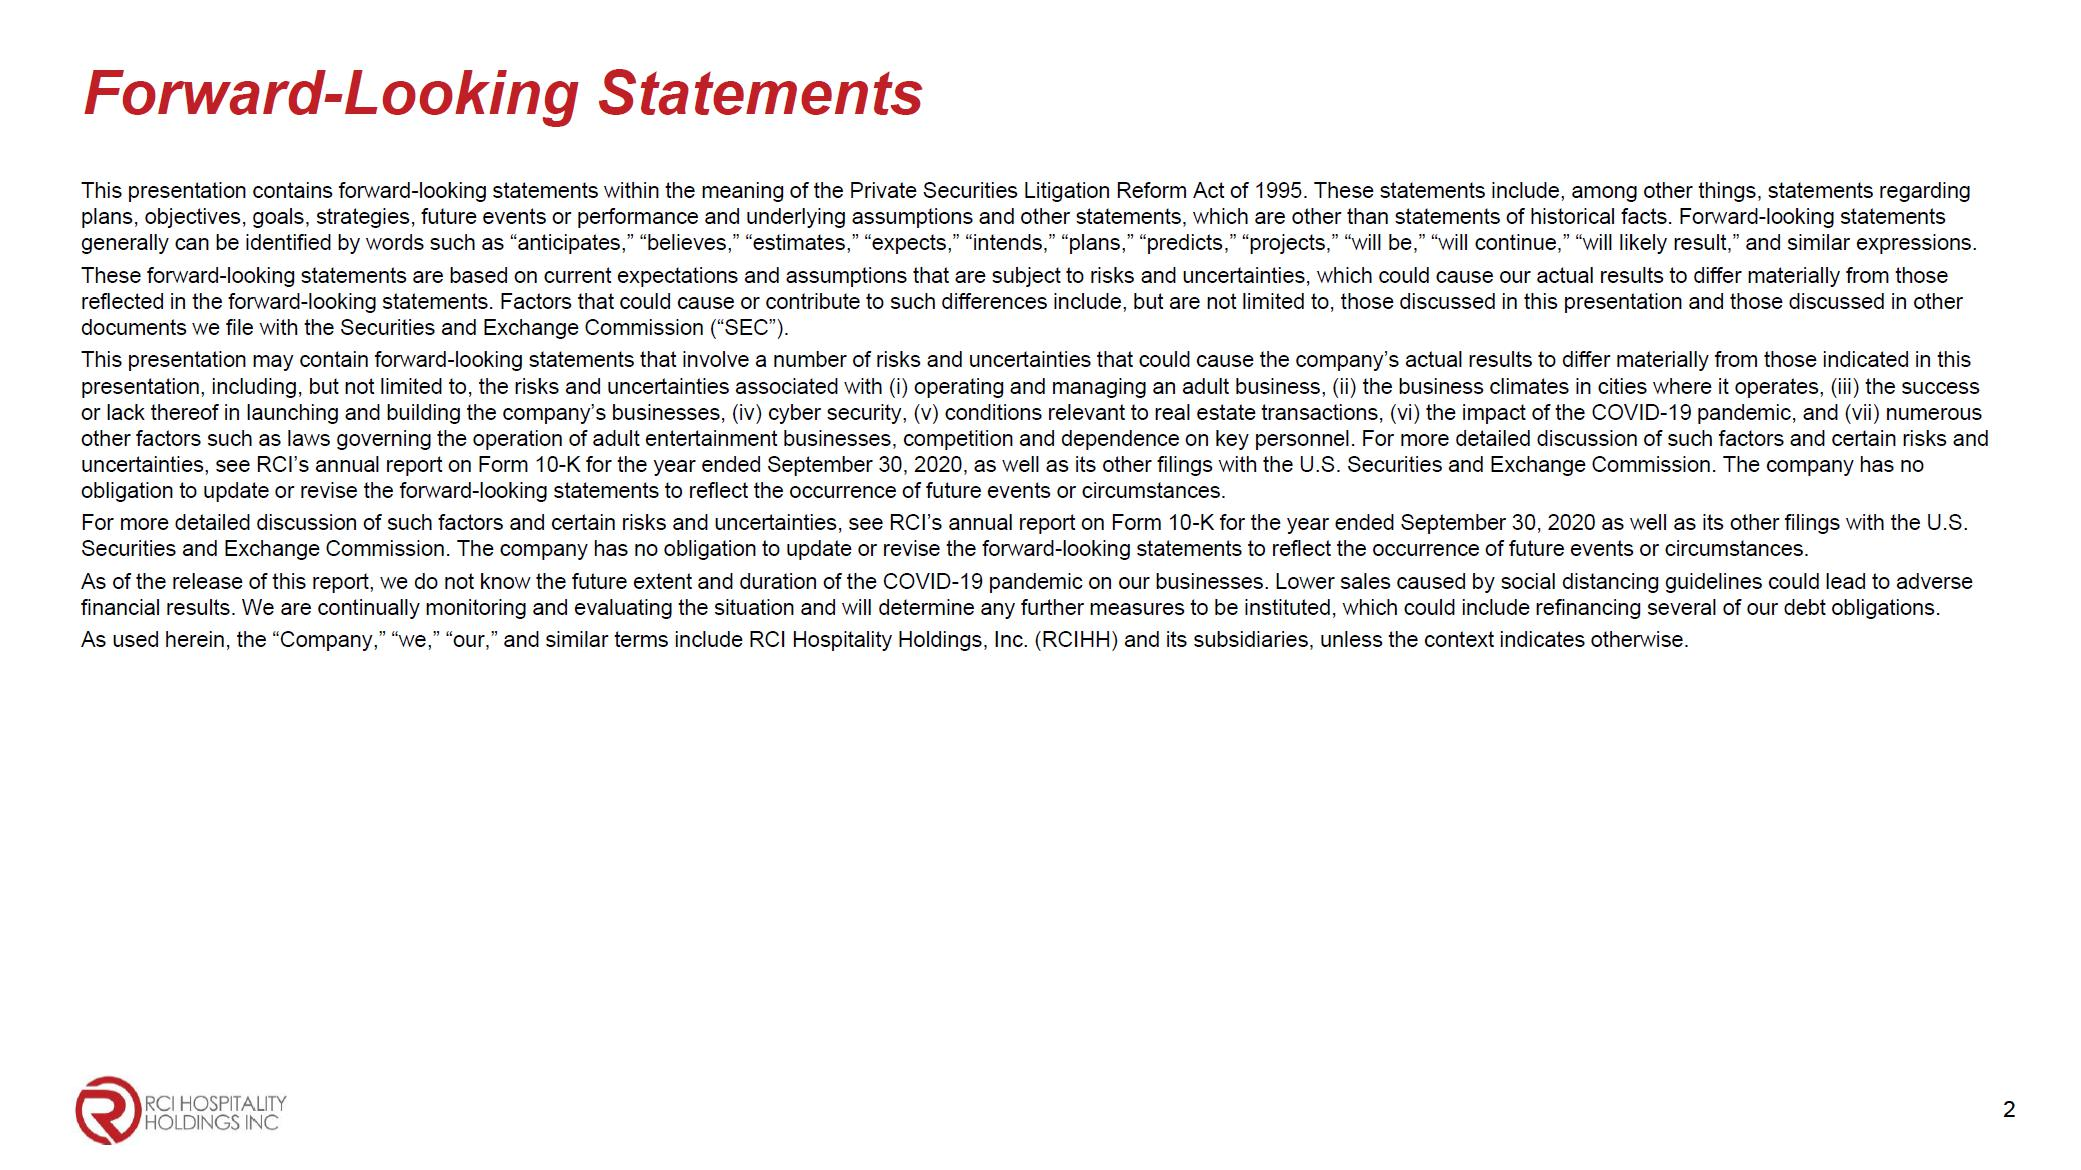 Forward-Looking Statements
This presentation contains forward-looking statements within the meaning of the Private Securities Litigation Reform Act of 1995. These statements include, among other things, statements regarding
plans, objectives, goals, strategies, future events or performance and underlying assumptions and other statements, which are other than statements of historical facts. Forward-looking statements
generally can be identified by words such as “anticipates,” “believes,” “estimates,” “expects,” “intends,” “plans,” “predicts,” “projects,” “will be,” “will continue,” “will likely result,” and similar expressions.
These forward-looking statements are based on current expectations and assumptions that are subject to risks and uncertainties, which could cause our actual results to differ materially from those
reflected in the forward-looking statements. Factors that could cause or contribute to such differences include, but are not limited to, those discussed in this presentation and those discussed in other
documents we file with the Securities and Exchange Commission (“SEC”).
This presentation may contain forward-looking statements that involve a number of risks and uncertainties that could cause the company’s actual results to differ materially from those indicated in this
presentation, including, but not limited to, the risks and uncertainties associated with (i) operating and managing an adult business, (ii) the business climates in cities where it operates, (iii) the success
or lack thereof in launching and building the company’s businesses, (iv) cyber security, (v) conditions relevant to real estate transactions, (vi) the impact of the COVID-19 pandemic, and (vii) numerous
other factors such as laws governing the operation of adult entertainment businesses, competition and dependence on key personnel. For more detailed discussion of such factors and certain risks and
uncertainties, see RCI’s annual report on Form 10-K for the year ended September 30, 2020, as well as its other filings with the U.S. Securities and Exchange Commission. The company has no
obligation to update or revise the forward-looking statements to reflect the occurrence of future events or circumstances.
For more detailed discussion of such factors and certain risks and uncertainties, see RCI’s annual report on Form 10-K for the year ended September 30, 2020 as well as its other filings with the U.S.
Securities and Exchange Commission. The company has no obligation to update or revise the forward-looking statements to reflect the occurrence of future events or circumstances.
As of the release of this report, we do not know the future extent and duration of the COVID-19 pandemic on our businesses. Lower sales caused by social distancing guidelines could lead to adverse
financial results. We are continually monitoring and evaluating the situation and will determine any further measures to be instituted, which could include refinancing several of our debt obligations.
As used herein, the “Company,” “we,” “our,” and similar terms include RCI Hospitality Holdings, Inc. (RCIHH) and its subsidiaries, unless the context indicates otherwise.
RCI HOSPITALITY
HOLDINGS INC
2